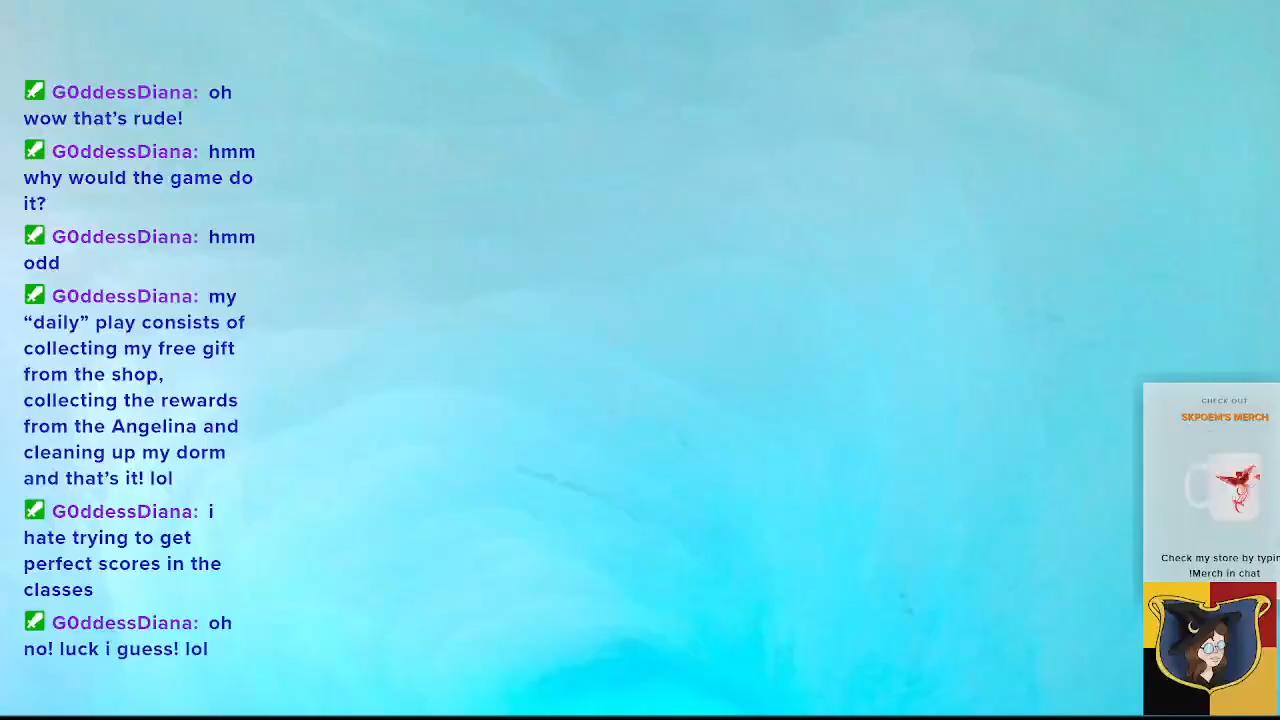 G0ddessDiana: oh
wow that’s rude!
G0ddessDiana: hmm
why would the game do
it?
G0ddessDiana: hmm
odd
G0ddessDiana: my
“daily” play consists of
collecting my free gift
from the shop,
collecting the rewards
from the Angelina and
cleaning up my dorm
and that’s it! lol
G0ddessDiana: i
hate trying to get
perfect scores in the
classes
G0ddessDiana: oh
no! luck i guess! lol
CHECK OUT
SKPOEM'S MERCH
Check my store by typin
!Merch in chat